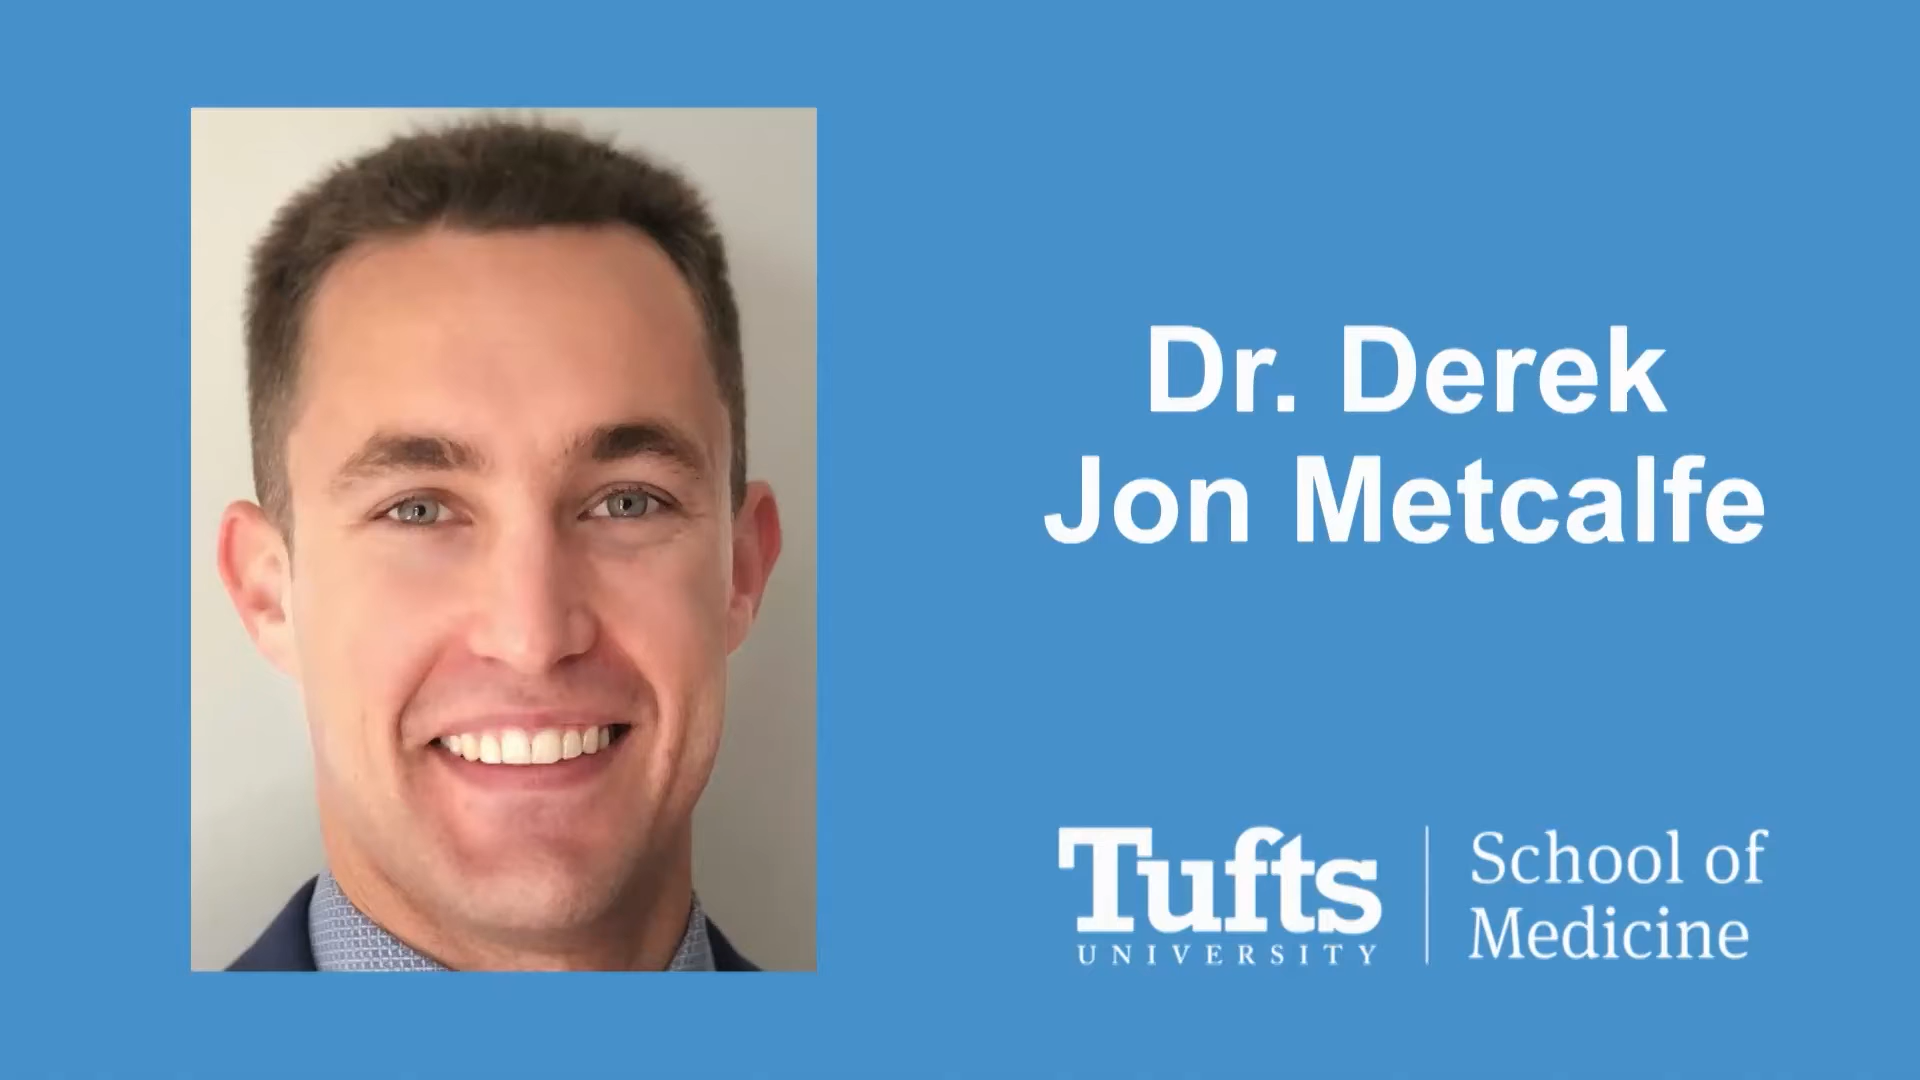 Dr. Derek
Jon Metcalfe
Tufts
UNIVERSITY
School of
Medicine